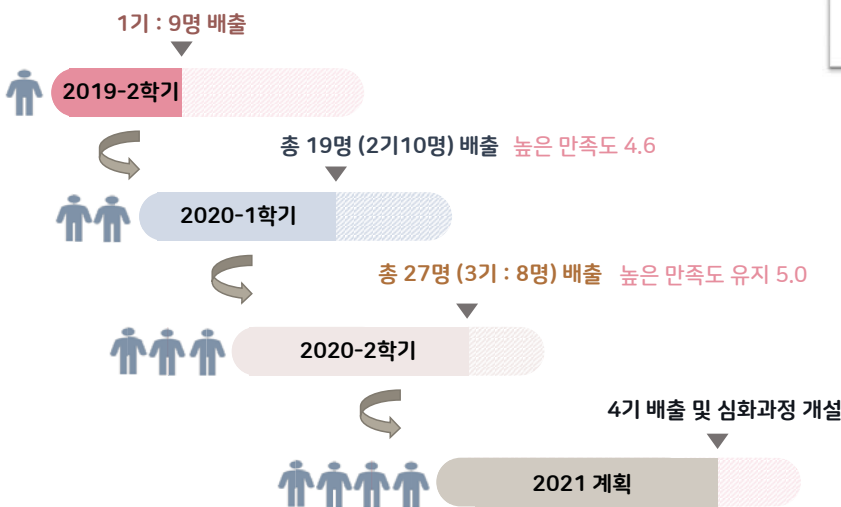 1기 : 9명 배출
2019-2학기
총 19명 (2기10명) 배출 높은 만족도 4.6
2020-1학기
총 27명 (3기 : 8명) 배출 높은 만족도 유지 5.0
2020-2학기
4기 배출 및 심화과정 개설
2021 계획